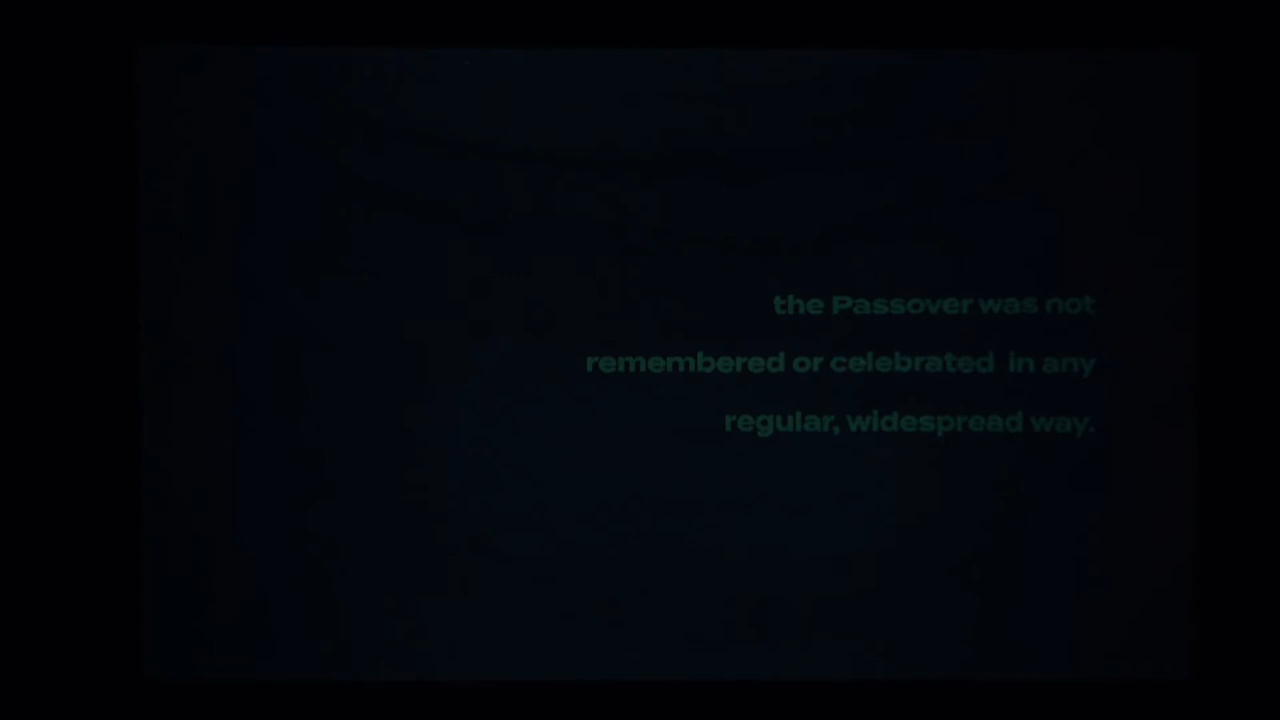 the Passover was not
remembered or celebrated in any
regular, widespread way.